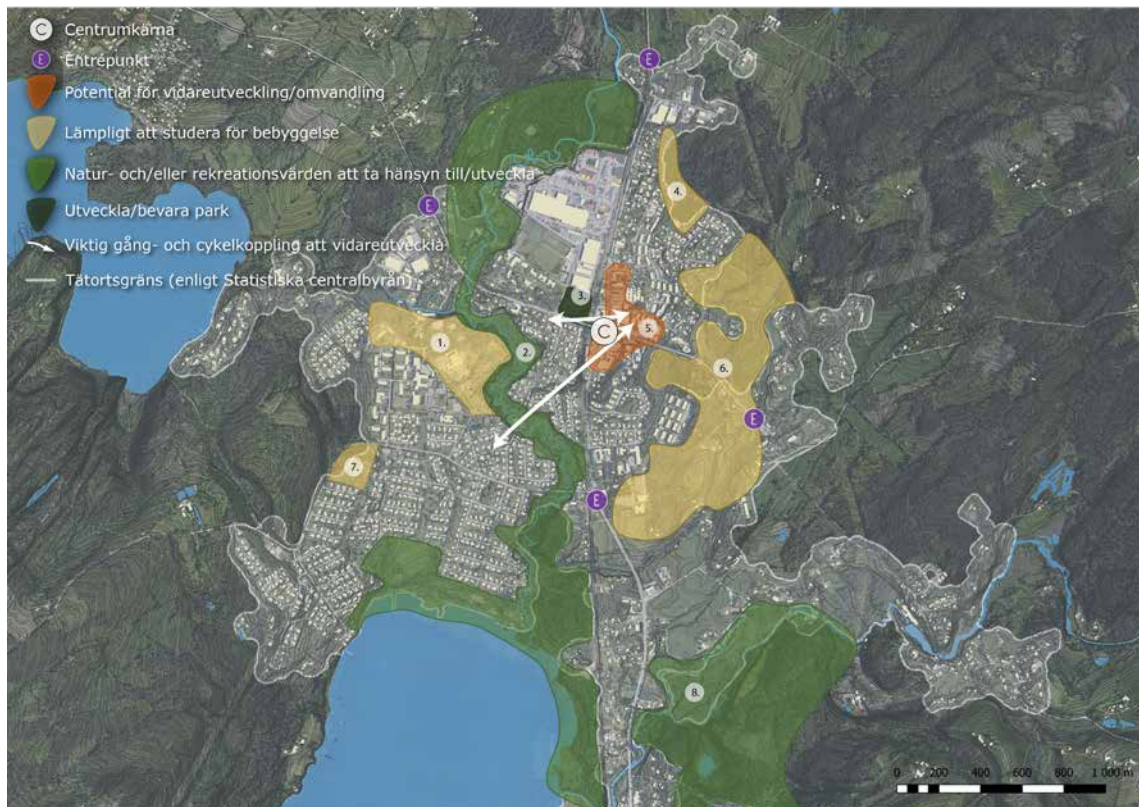 C Centrumkärna
E Entrépunkt
Potential för vidareutveckling/omvandling
Lämpligt att studera för bebyggelse
Natur- och/eller rekreationsvärden att ta hänsyn till/utveckla
Utveckla/bevara park
Viktig gång- och cykelkoppling att vidareutveckla
Tätortsgräns (enligt Statistiska centralbyrån)
E
E
4.
3.
C
5.
1.
2.
6.
E
7.
E
8.
0 200 400 600 800 1 000 m